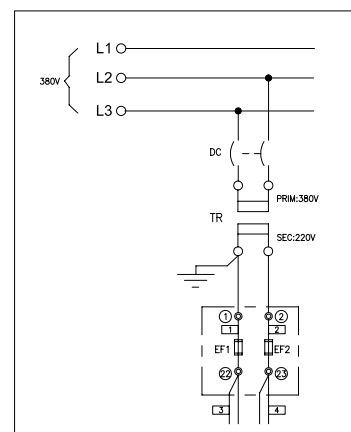 L1
380V L2
L3
DC
PRIM:380V
TR
SEC:220V
1 2
1 2
EF1 EF2
22 23
3 4